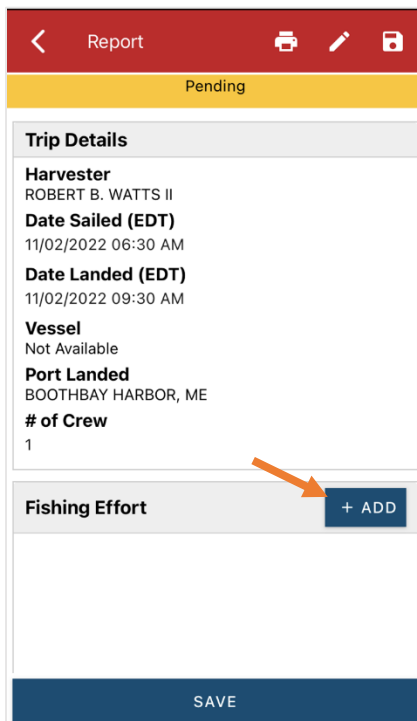 Report
Pending
Trip Details
Harvester
ROBERT B. WATTS II
Date Sailed (EDT)
11/02/2022 06:30 AM
Date Landed (EDT)
11/02/2022 09:30 AM
Vessel
Not Available
Port Landed
BOOTHBAY HARBOR, ME
# of Crew
1
Fishing Effort
+ ADD
SAVE